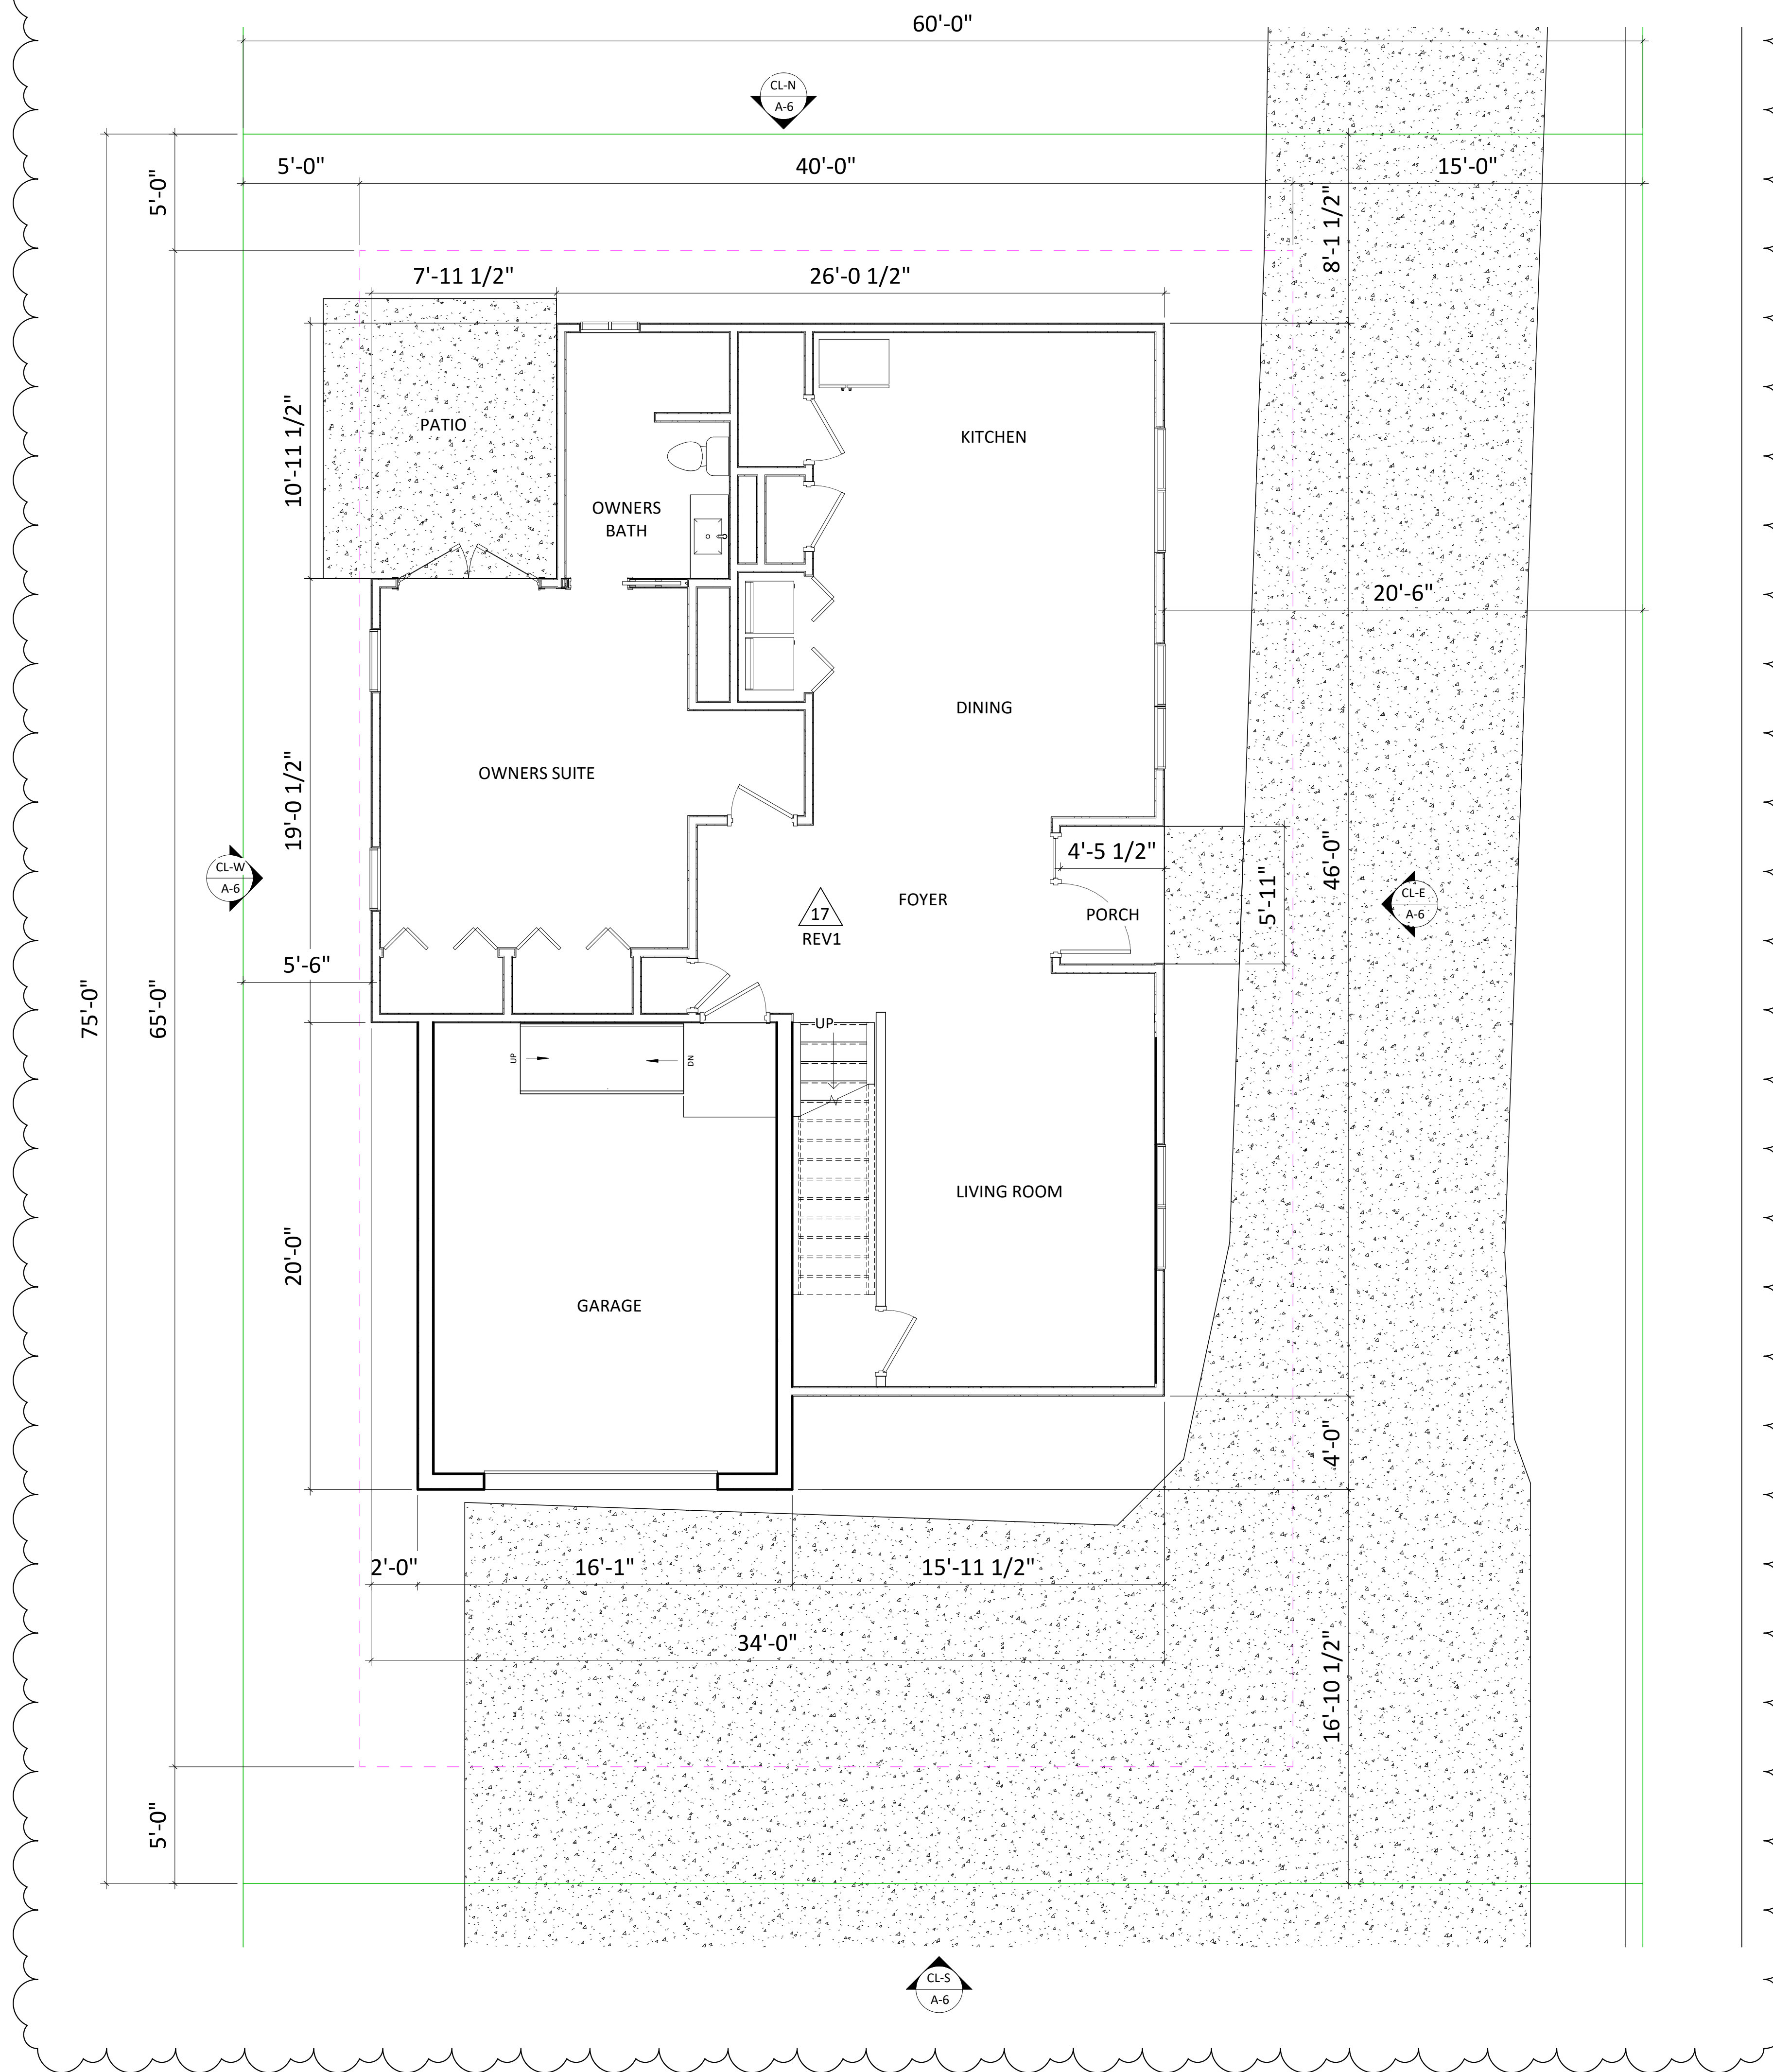 60'-0"
CL-N
A-6
5'-0"
40'-0"
15'-0"
5'-0"
8'-1 1/2"
7'-11 1/2"
26'-0 1/2"
10'-11 1/2"
PATIO
KITCHEN
OWNERS
BATH
20'-6"
DINING
OWNERS SUITE
19'-0 1/2"
CL-W
A-6
4'-5 1/2"
46'-0"
5'-11"
CL-E
A-6
FOYER
PORCH
17
REV1
5'-6"
75'-0"
65'-0"
UP
UP
DN
LIVING ROOM
20'-0"
GARAGE
4'-0"
2'-0"
16'-1"
15'-11 1/2"
34'-0"
16'-10 1/2"
5'-0"
CL-S
A-6